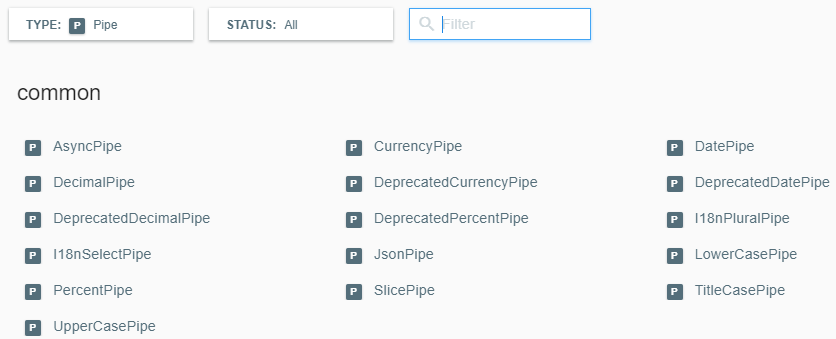 TYPE: P Pipe STATUS: All Filter
common
P AsyncPipe P CurrencyPipe P DatePipe
P DecimalPipe P DeprecatedCurrencyPipe P DeprecatedDatePipe
P DeprecatedDecimalPipe P DeprecatedPercentPipe P I18nPluralPipe
P I18nSelectPipe P JsonPipe P LowerCasePipe
P PercentPipe P SlicePipe P TitleCasePipe
P UpperCasePipe